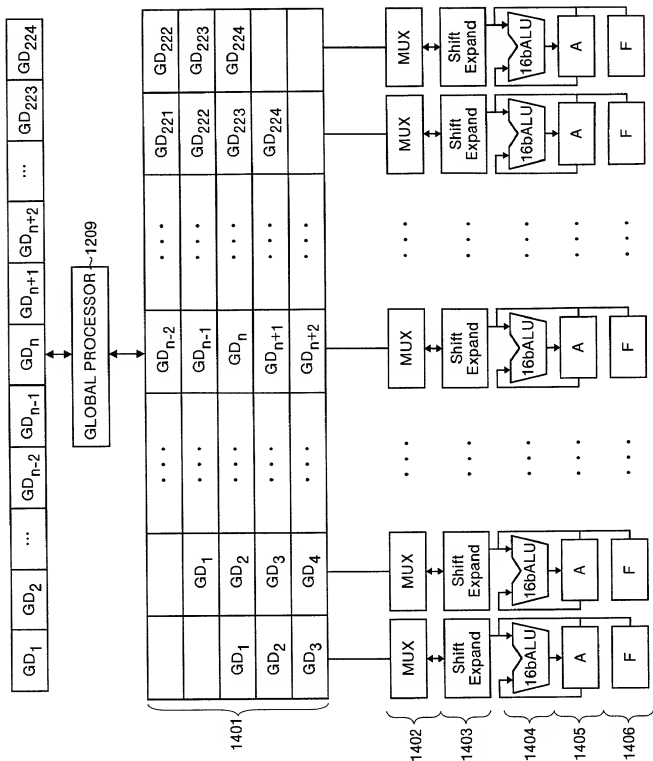 GD1 GD2 ... GDn-2 GDn-1 GDn GDn+1 GDn+2 ... GD223 GD224
GLOBAL PROCESSOR ~1209
GDn-2 GD221 GD222
GD1 GDn-1 GD222 GD223
GD1 GD2 GDn GD223 GD224
GD2 GD3 GDn+1 GD224
GD3 GD4 GDn+2
1401
1402 MUX MUX MUX MUX MUX
1403 Shift Expand Shift Expand Shift Expand Shift Expand Shift Expand
1404 16bALU 16bALU 16bALU 16bALU 16bALU
1405 A A A A A
1406 F F F F F